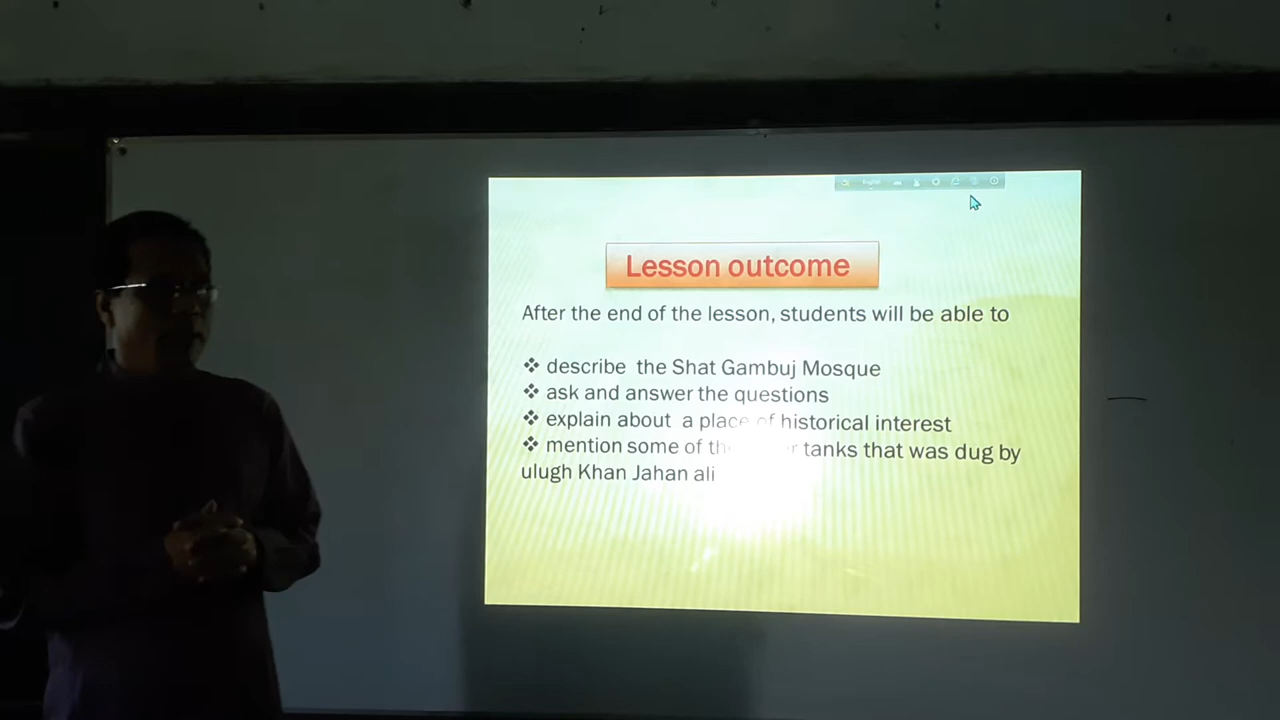 English
Lesson outcome
After the end of the lesson, students will be able to
❖ describe the Shat Gambuj Mosque
❖ ask and answer the questions
❖ explain about a place of historical interest
❖ mention some of tanks that was dug by
ulugh Khan Jahan ali